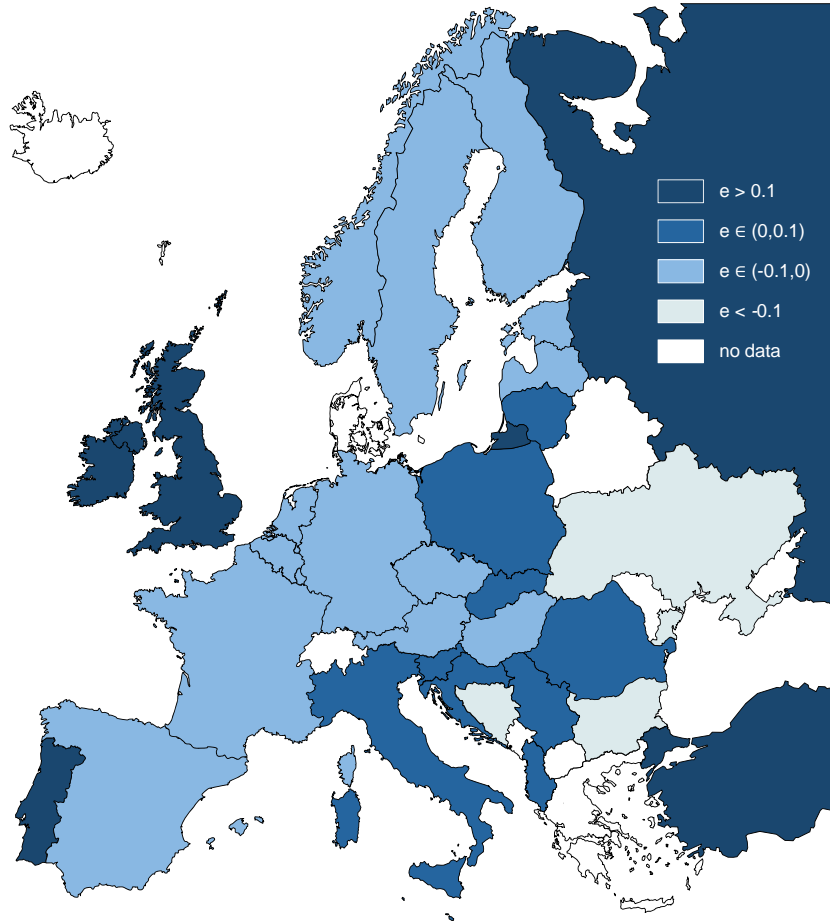 e > 0.1
e ∈ (0,0.1)
e ∈ (-0.1,0)
e < -0.1
no data